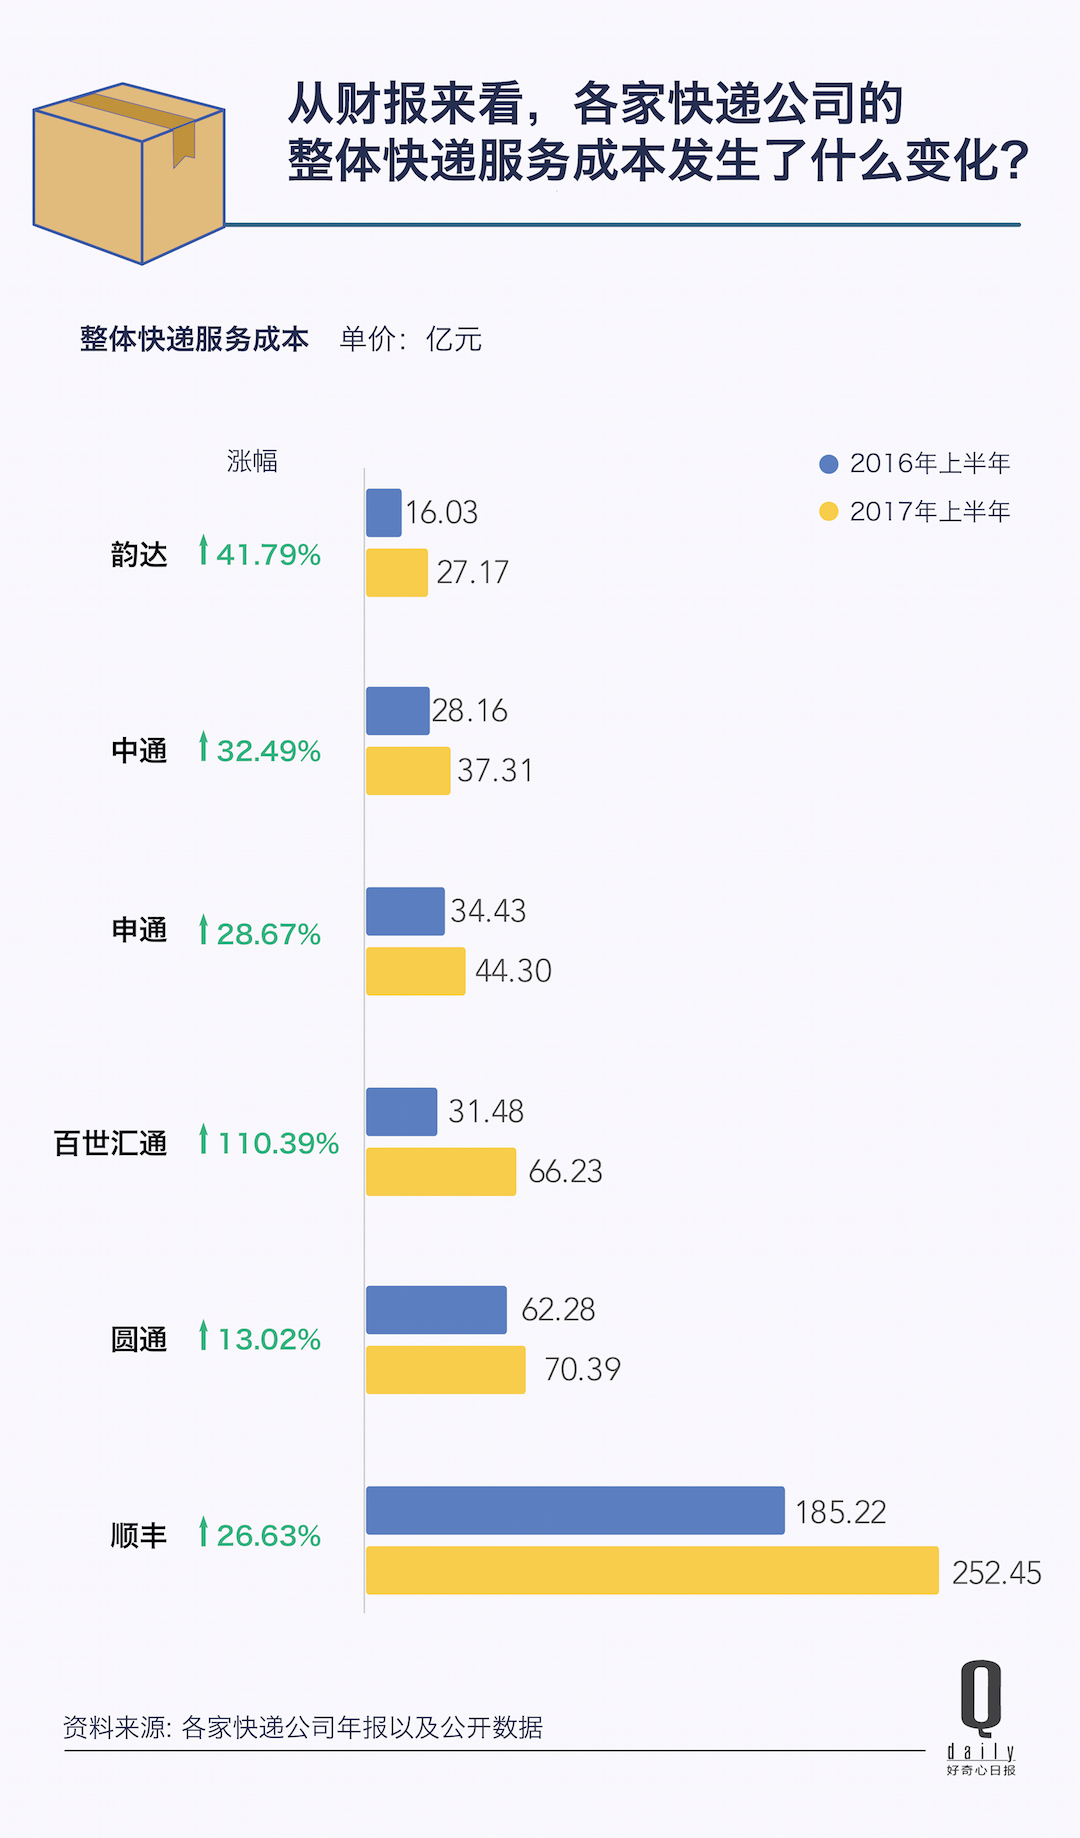 从财报来看，各家快递公司的
整体快递服务成本发生了什么变化?
整体快递服务成本 单价：亿元
涨幅
2016年上半年
2017年上半年
韵达 41.79% 16.03
27.17
中通 32.49% 28.16
37.31
申通 28.67% 34.43
44.30
百世汇通 110.39% 31.48
66.23
圆通 13.02% 62.28
70.39
顺丰 26.63% 185.22
252.45
资料来源: 各家快递公司年报以及公开数据
Q
daily
好奇心日报